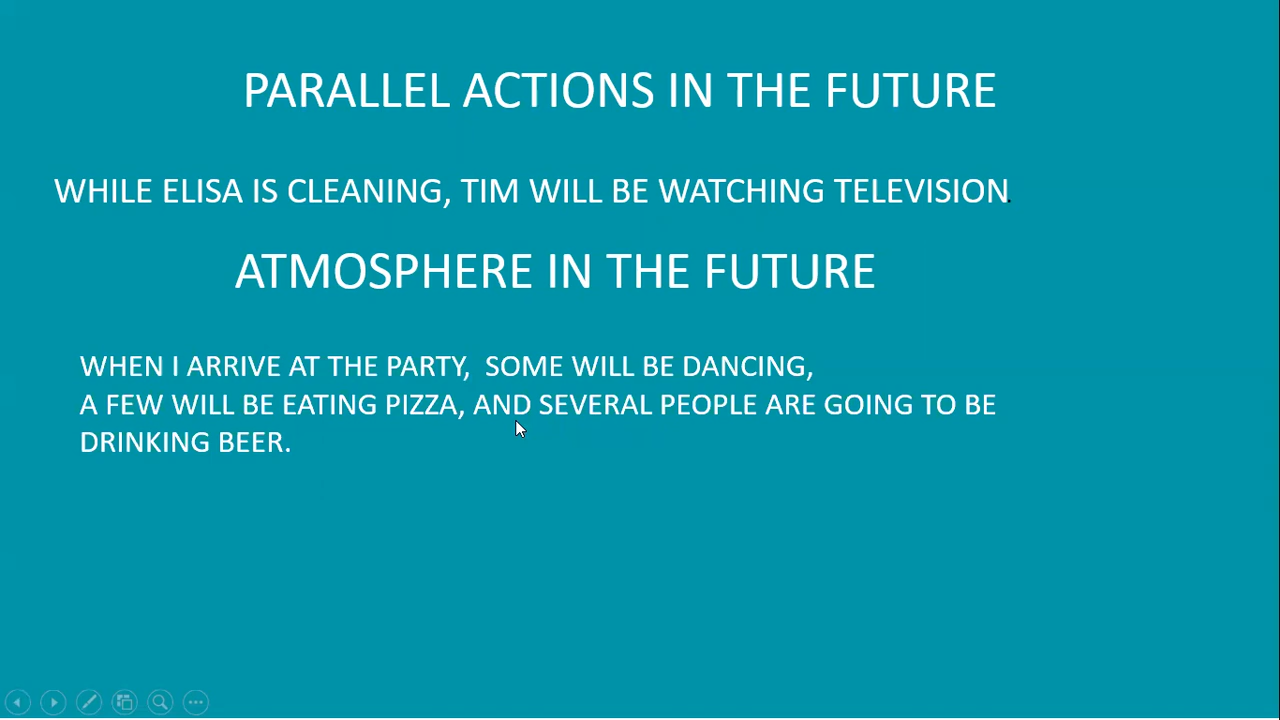 PARALLEL ACTIONS IN THE FUTURE
WHILE ELISA IS CLEANING, TIM WILL BE WATCHING TELEVISION.
ATMOSPHERE IN THE FUTURE
WHEN I ARRIVE AT THE PARTY,  SOME WILL BE DANCING,
A FEW WILL BE EATING PIZZA, AND SEVERAL PEOPLE ARE GOING TO BE
DRINKING BEER.